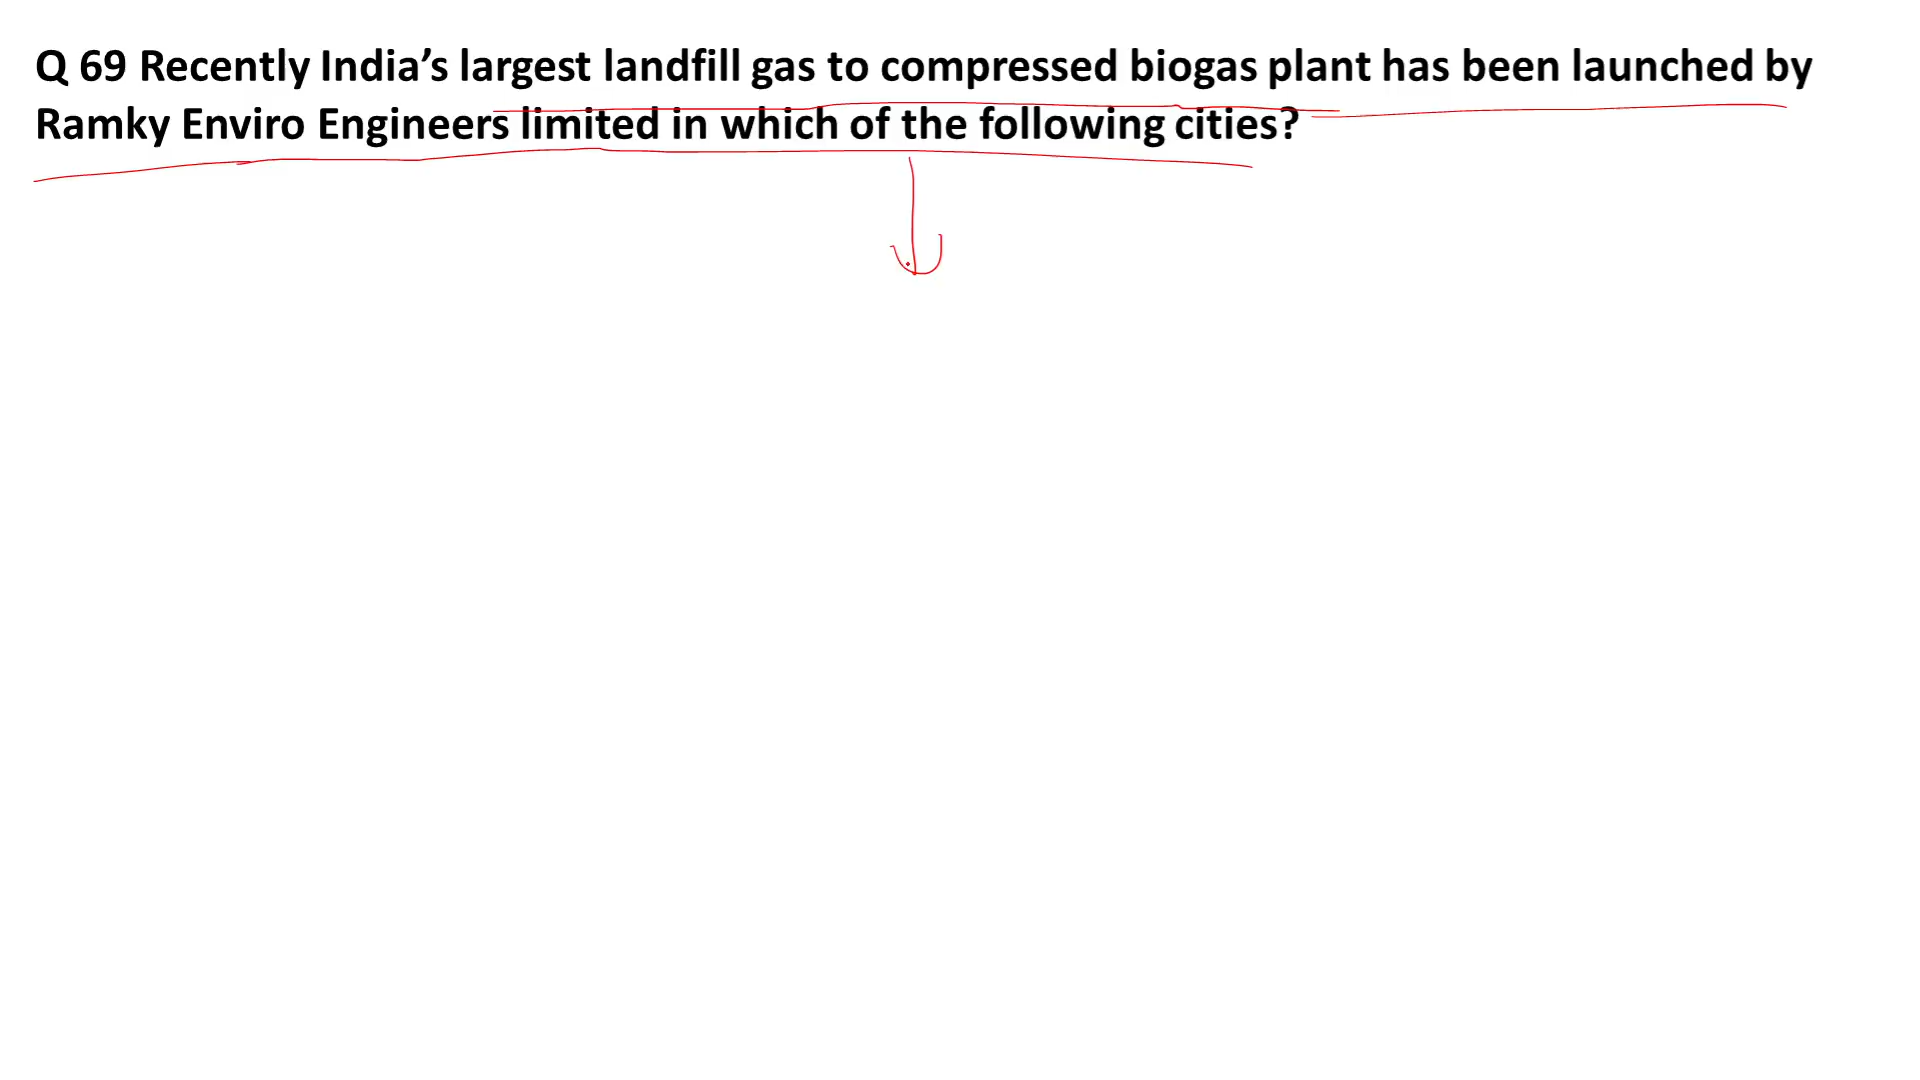 Q 69 Recently India’s largest landfill gas to compressed biogas plant has been launched by
Ramky Enviro Engineers limited in which of the following cities?